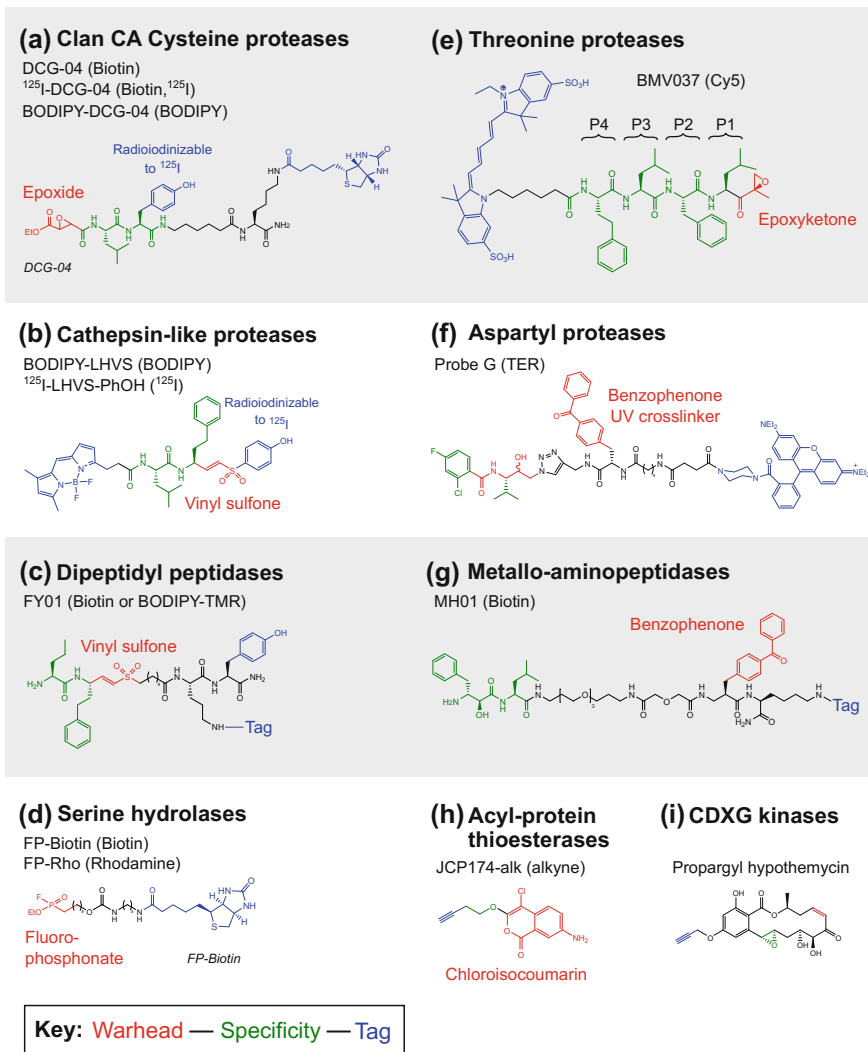 (a) Clan CA Cysteine proteases
DCG-04 (Biotin)
¹²⁵I-DCG-04 (Biotin,¹²⁵I)
BODIPY-DCG-04 (BODIPY)
Radioiodinizable
to ¹²⁵I
Epoxide
DCG-04
(b) Cathepsin-like proteases
BODIPY-LHVS (BODIPY)
¹²⁵I-LHVS-PhOH (¹²⁵I)
Radioiodinizable
to ¹²⁵I
Vinyl sulfone
(c) Dipeptidyl peptidases
FY01 (Biotin or BODIPY-TMR)
Vinyl sulfone
Tag
(d) Serine hydrolases
FP-Biotin (Biotin)
FP-Rho (Rhodamine)
Fluoro-
phosphonate
FP-Biotin
(e) Threonine proteases
BMV037 (Cy5)
P4 P3 P2 P1
Epoxyketone
(f) Aspartyl proteases
Probe G (TER)
Benzophenone
UV crosslinker
(g) Metallo-aminopeptidases
MH01 (Biotin)
Benzophenone
Tag
(h) Acyl-protein
thioesterases
JCP174-alk (alkyne)
Chloroisocoumarin
(i) CDXG kinases
Propargyl hypothemycin
Key: Warhead — Specificity — Tag